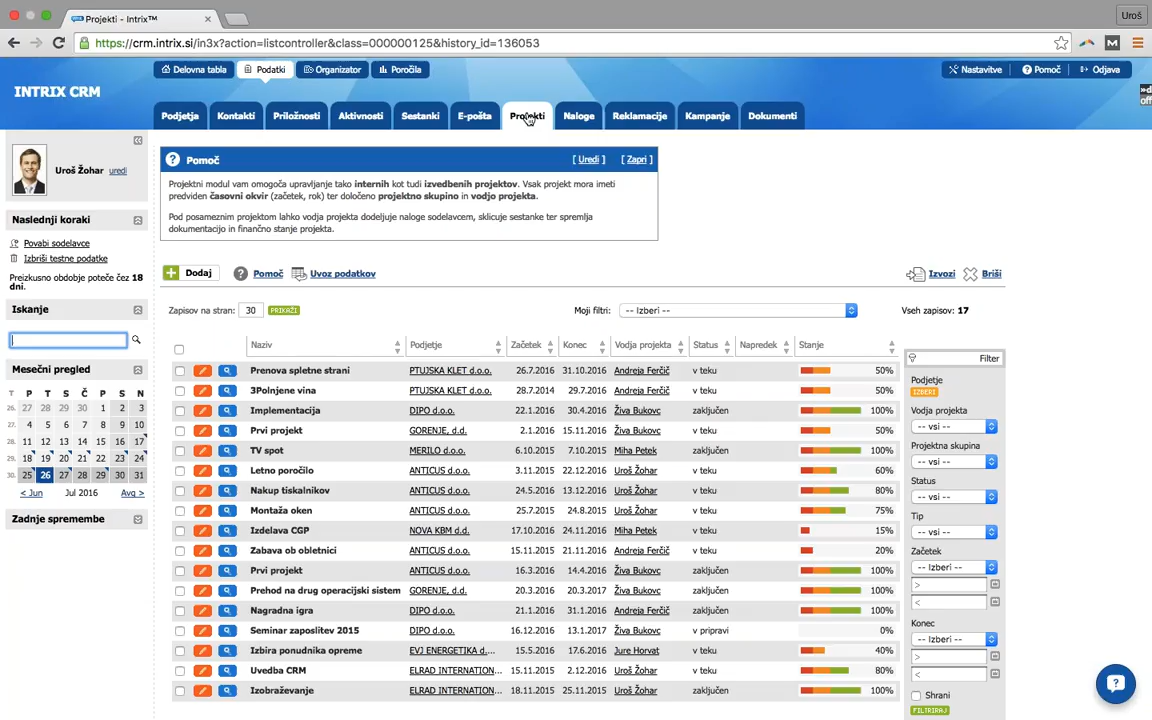 Projekti - Intrix™
Uroš
https://crm.intrix.si/in3x?action=listcontroller&class=000000125&history_id=136053
Delovna tabla
Podatki
Organizator
Poročila
Nastavitve
Pomoč
Odjava
INTRIX CRM
Podjetja
Kontakti
Priložnosti
Aktivnosti
Sestanki
E-pošta
Projekti
Naloge
Reklamacije
Kampanje
Dokumenti
Uroš Žohar uredi
Naslednji koraki
Povabi sodelavce
Izbriši testne podatke
Preizkusno obdobje poteče čez 18
dni.
Iskanje
Mesečni pregled
T P T S Č P S N
26. 27 28 29 30 1 2 3
27. 4 5 6 7 8 9 10
28. 11 12 13 14 15 16 17
29. 18 19 20 21 22 23 24
30. 25 26 27 28 29 30 31
< Jun Jul 2016 Avg >
Zadnje spremembe
Pomoč [ Uredi ] [ Zapri ]
Projektni modul vam omogoča upravljanje tako internih kot tudi izvedbenih projektov. Vsak projekt mora imeti
predviden časovni okvir (začetek, rok) ter določeno projektno skupino in vodjo projekta.
Pod posameznim projektom lahko vodja projekta dodeljuje naloge sodelavcem, sklicuje sestanke ter spremlja
dokumentacijo in finančno stanje projekta.
Dodaj Pomoč Uvoz podatkov Izvozi Briši
Zapisov na stran: 30 PRIKAŽI Moji filtri: -- Izberi -- Vseh zapisov: 17
Naziv Podjetje Začetek Konec Vodja projekta Status Napredek Stanje
Prenova spletne strani PTUJSKA KLET d.o.o. 26.7.2016 31.10.2016 Andreja Ferčič v teku 50%
3Polnjene vina PTUJSKA KLET d.o.o. 28.7.2014 29.7.2016 Andreja Ferčič v teku 50%
Implementacija DIPO d.o.o. 22.1.2016 30.4.2016 Živa Bukovc zaključen 100%
Prvi projekt GORENJE, d.d. 2.1.2016 15.11.2016 Živa Bukovc v teku 50%
TV spot MERILO d.o.o. 6.10.2015 7.10.2015 Miha Petek zaključen 100%
Letno poročilo ANTICUS d.o.o. 3.11.2015 22.12.2016 Uroš Žohar v teku 60%
Nakup tiskalnikov ANTICUS d.o.o. 24.5.2016 13.12.2016 Uroš Žohar v teku 80%
Montaža oken ANTICUS d.o.o. 25.7.2016 24.8.2015 Uroš Žohar v teku 75%
Izdelava CGP NOVA KBM d.d. 17.10.2016 24.11.2016 Miha Petek v teku 15%
Zabava ob obletnici ANTICUS d.o.o. 15.11.2015 21.11.2016 Andreja Ferčič v teku 20%
Prvi projekt ANTICUS d.o.o. 16.3.2016 14.4.2016 Živa Bukovc zaključen 100%
Prehod na drug operacijski sistem GORENJE, d.d. 20.3.2016 20.3.2017 Živa Bukovc zaključen 100%
Nagradna igra DIPO d.o.o. 21.1.2016 31.1.2016 Andreja Ferčič zaključen 100%
Seminar zaposlitev 2015 DIPO d.o.o. 16.12.2016 13.1.2017 Živa Bukovc v pripravi 0%
Izbira ponudnika opreme EVJ ENERGETIKA d.... 15.5.2016 17.6.2016 Jure Horvat v teku 40%
Uvedba CRM ELRAD INTERNATION... 15.11.2015 2.12.2016 Uroš Žohar v teku 80%
Izobraževanje ELRAD INTERNATION... 18.11.2015 25.11.2015 Uroš Žohar zaključen 100%
Filter
Podjetje
IZBERI
Vodja projekta
-- vsi --
Projektna skupina
-- vsi --
Status
-- vsi --
Tip
-- vsi --
Začetek
-- Izberi --
>
<
Konec
-- Izberi --
>
<
Shrani
FILTRIRAJ